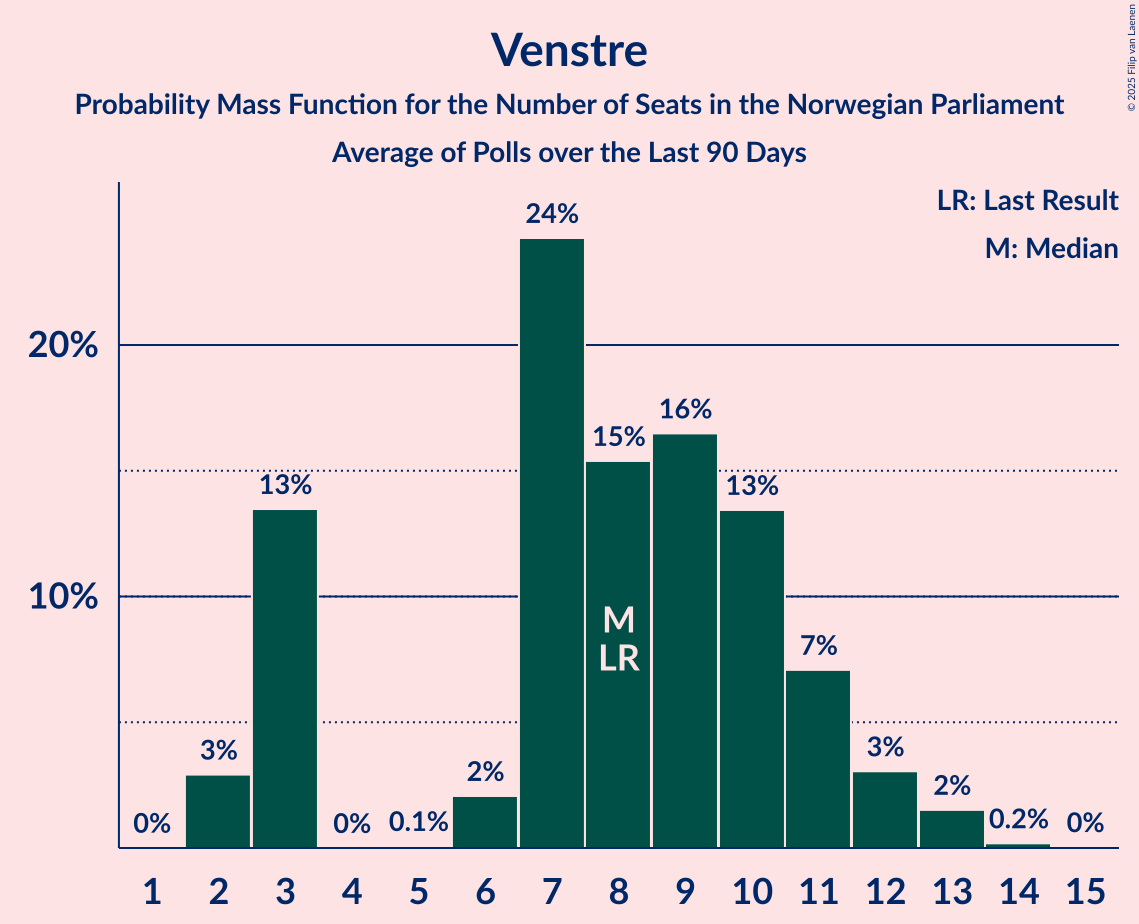 © 2025 Filip van Laenen
Venstre
Probability Mass Function for the Number of Seats in the Norwegian Parliament
Average of Polls over the Last 90 Days
LR: Last Result
M: Median
20%
10%
0%
3%
13%
0%
0.1%
2%
24%
15%
16%
13%
7%
3%
2%
0.2%
0%
M
LR
1 2 3 4 5 6 7 8 9 10 11 12 13 14 15